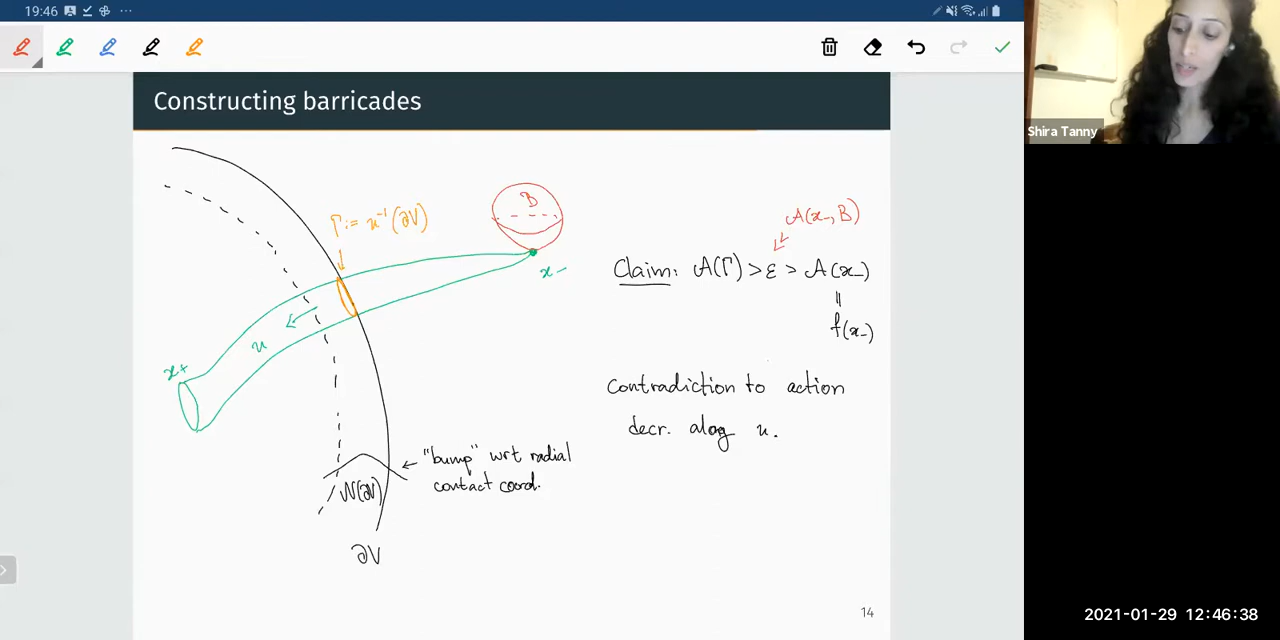 19:46
Constructing barricades
Shira Tanny
B
Γ := u⁻¹(∂V)
x-
u
x+
A(x-, B)
Claim: A(Γ) > ε > A(x-)
=
f(x-)
Contradiction to action
decr. along u.
"bump" wrt radial
contact coord.
N(∂V)
∂V
14
2021-01-29 12:46:38